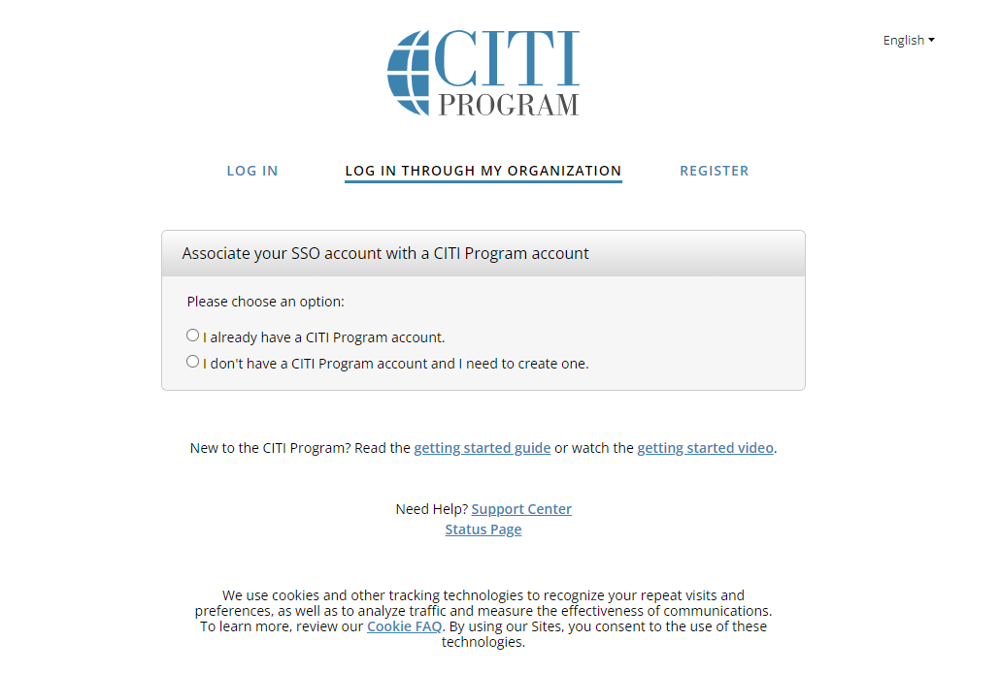 CITI
PROGRAM
English
LOG IN
LOG IN THROUGH MY ORGANIZATION
REGISTER
Associate your SSO account with a CITI Program account
Please choose an option:
I already have a CITI Program account.
I don't have a CITI Program account and I need to create one.
New to the CITI Program? Read the getting started guide or watch the getting started video.
Need Help? Support Center
Status Page
We use cookies and other tracking technologies to recognize your repeat visits and
preferences, as well as to analyze traffic and measure the effectiveness of communications.
To learn more, review our Cookie FAQ. By using our Sites, you consent to the use of these
technologies.